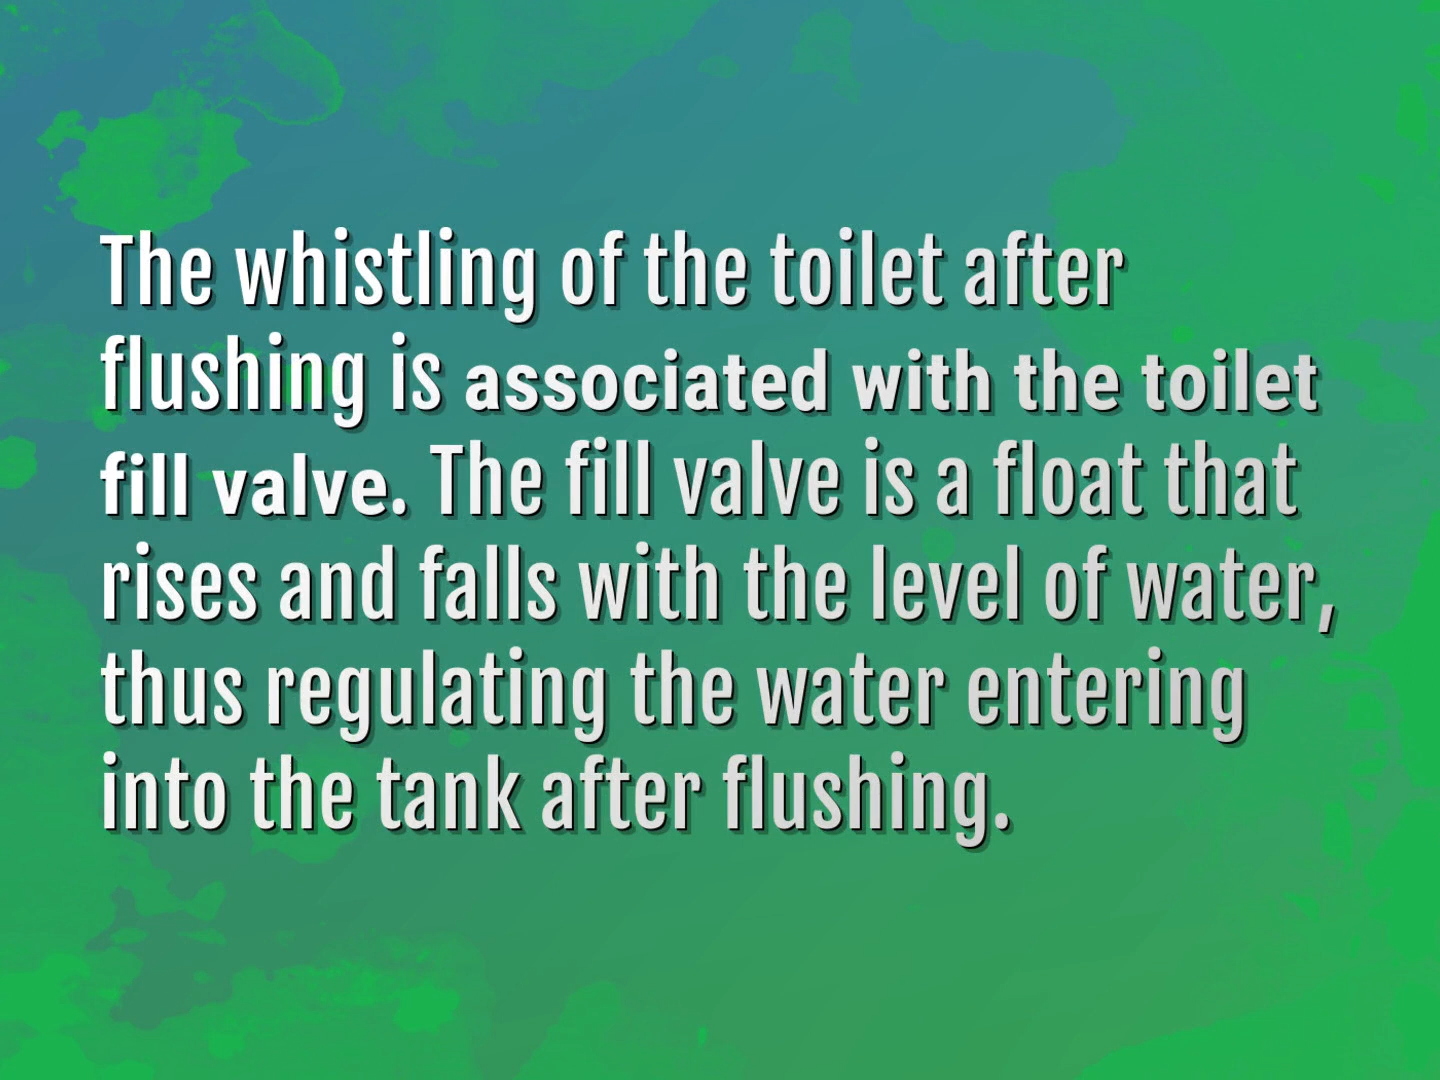 The whistling of the toilet after
flushing is associated with the toilet
fill valve. The fill valve is a float that
rises and falls with the level of water,
thus regulating the water entering
into the tank after flushing.